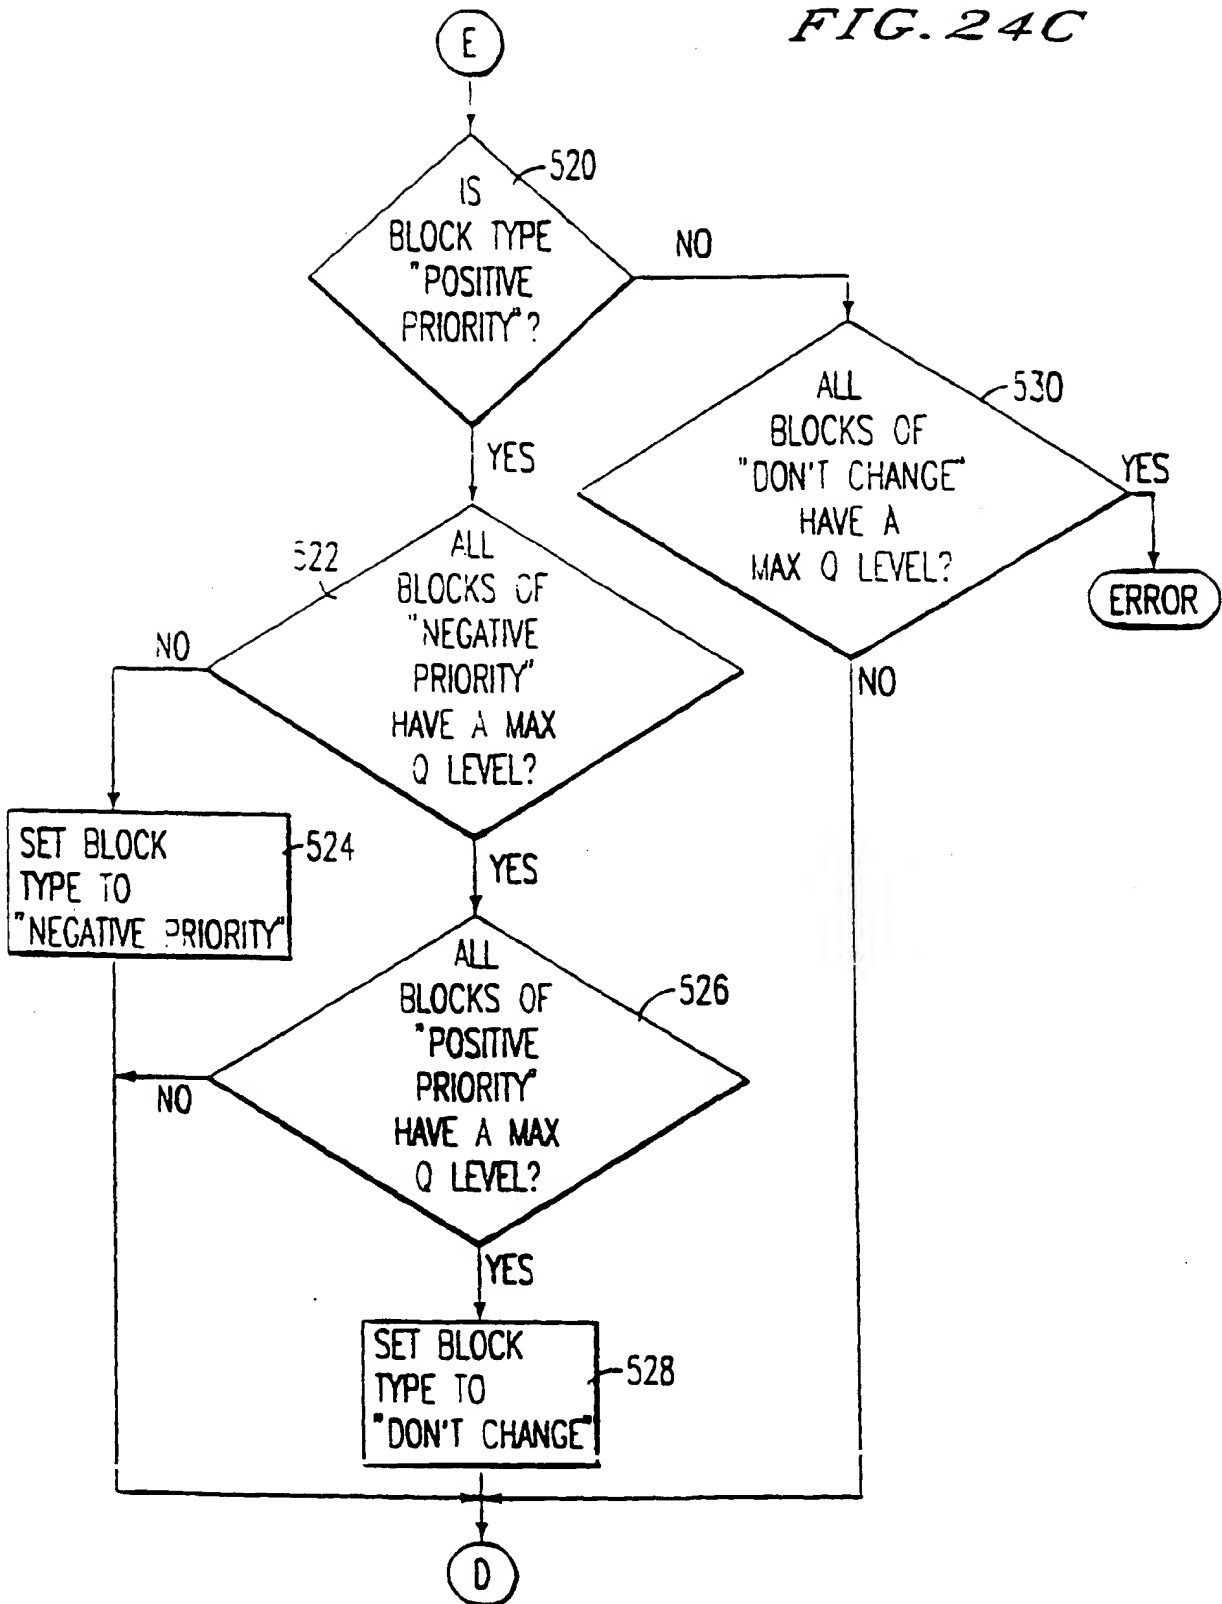 FIG. 24C
E
520
IS
BLOCK TYPE
"POSITIVE
PRIORITY"?
NO
YES
530
ALL
BLOCKS OF
"DON'T CHANGE"
HAVE A
MAX Q LEVEL?
YES
ERROR
NO
522
ALL
BLOCKS OF
"NEGATIVE
PRIORITY"
HAVE A MAX
Q LEVEL?
NO
YES
SET BLOCK
TYPE TO
"NEGATIVE PRIORITY"
524
ALL
BLOCKS OF
"POSITIVE
PRIORITY"
HAVE A MAX
Q LEVEL?
526
NO
YES
SET BLOCK
TYPE TO
"DON'T CHANGE"
528
D